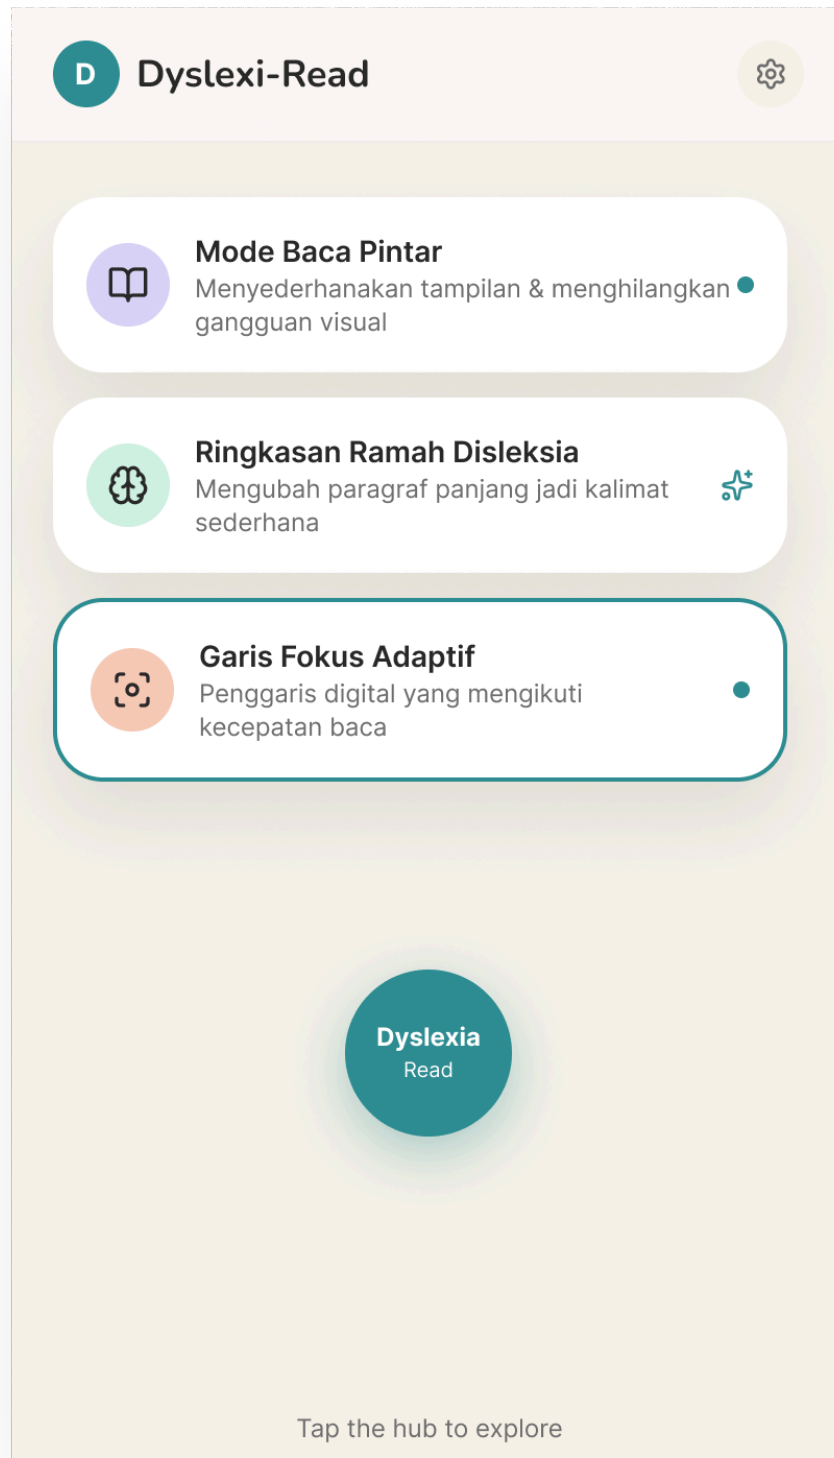 D
Dyslexi-Read
Mode Baca Pintar
Menyederhanakan tampilan & menghilangkan
gangguan visual
Ringkasan Ramah Disleksia
Mengubah paragraf panjang jadi kalimat
sederhana
Garis Fokus Adaptif
Penggaris digital yang mengikuti
kecepatan baca
Dyslexia
Read
Tap the hub to explore